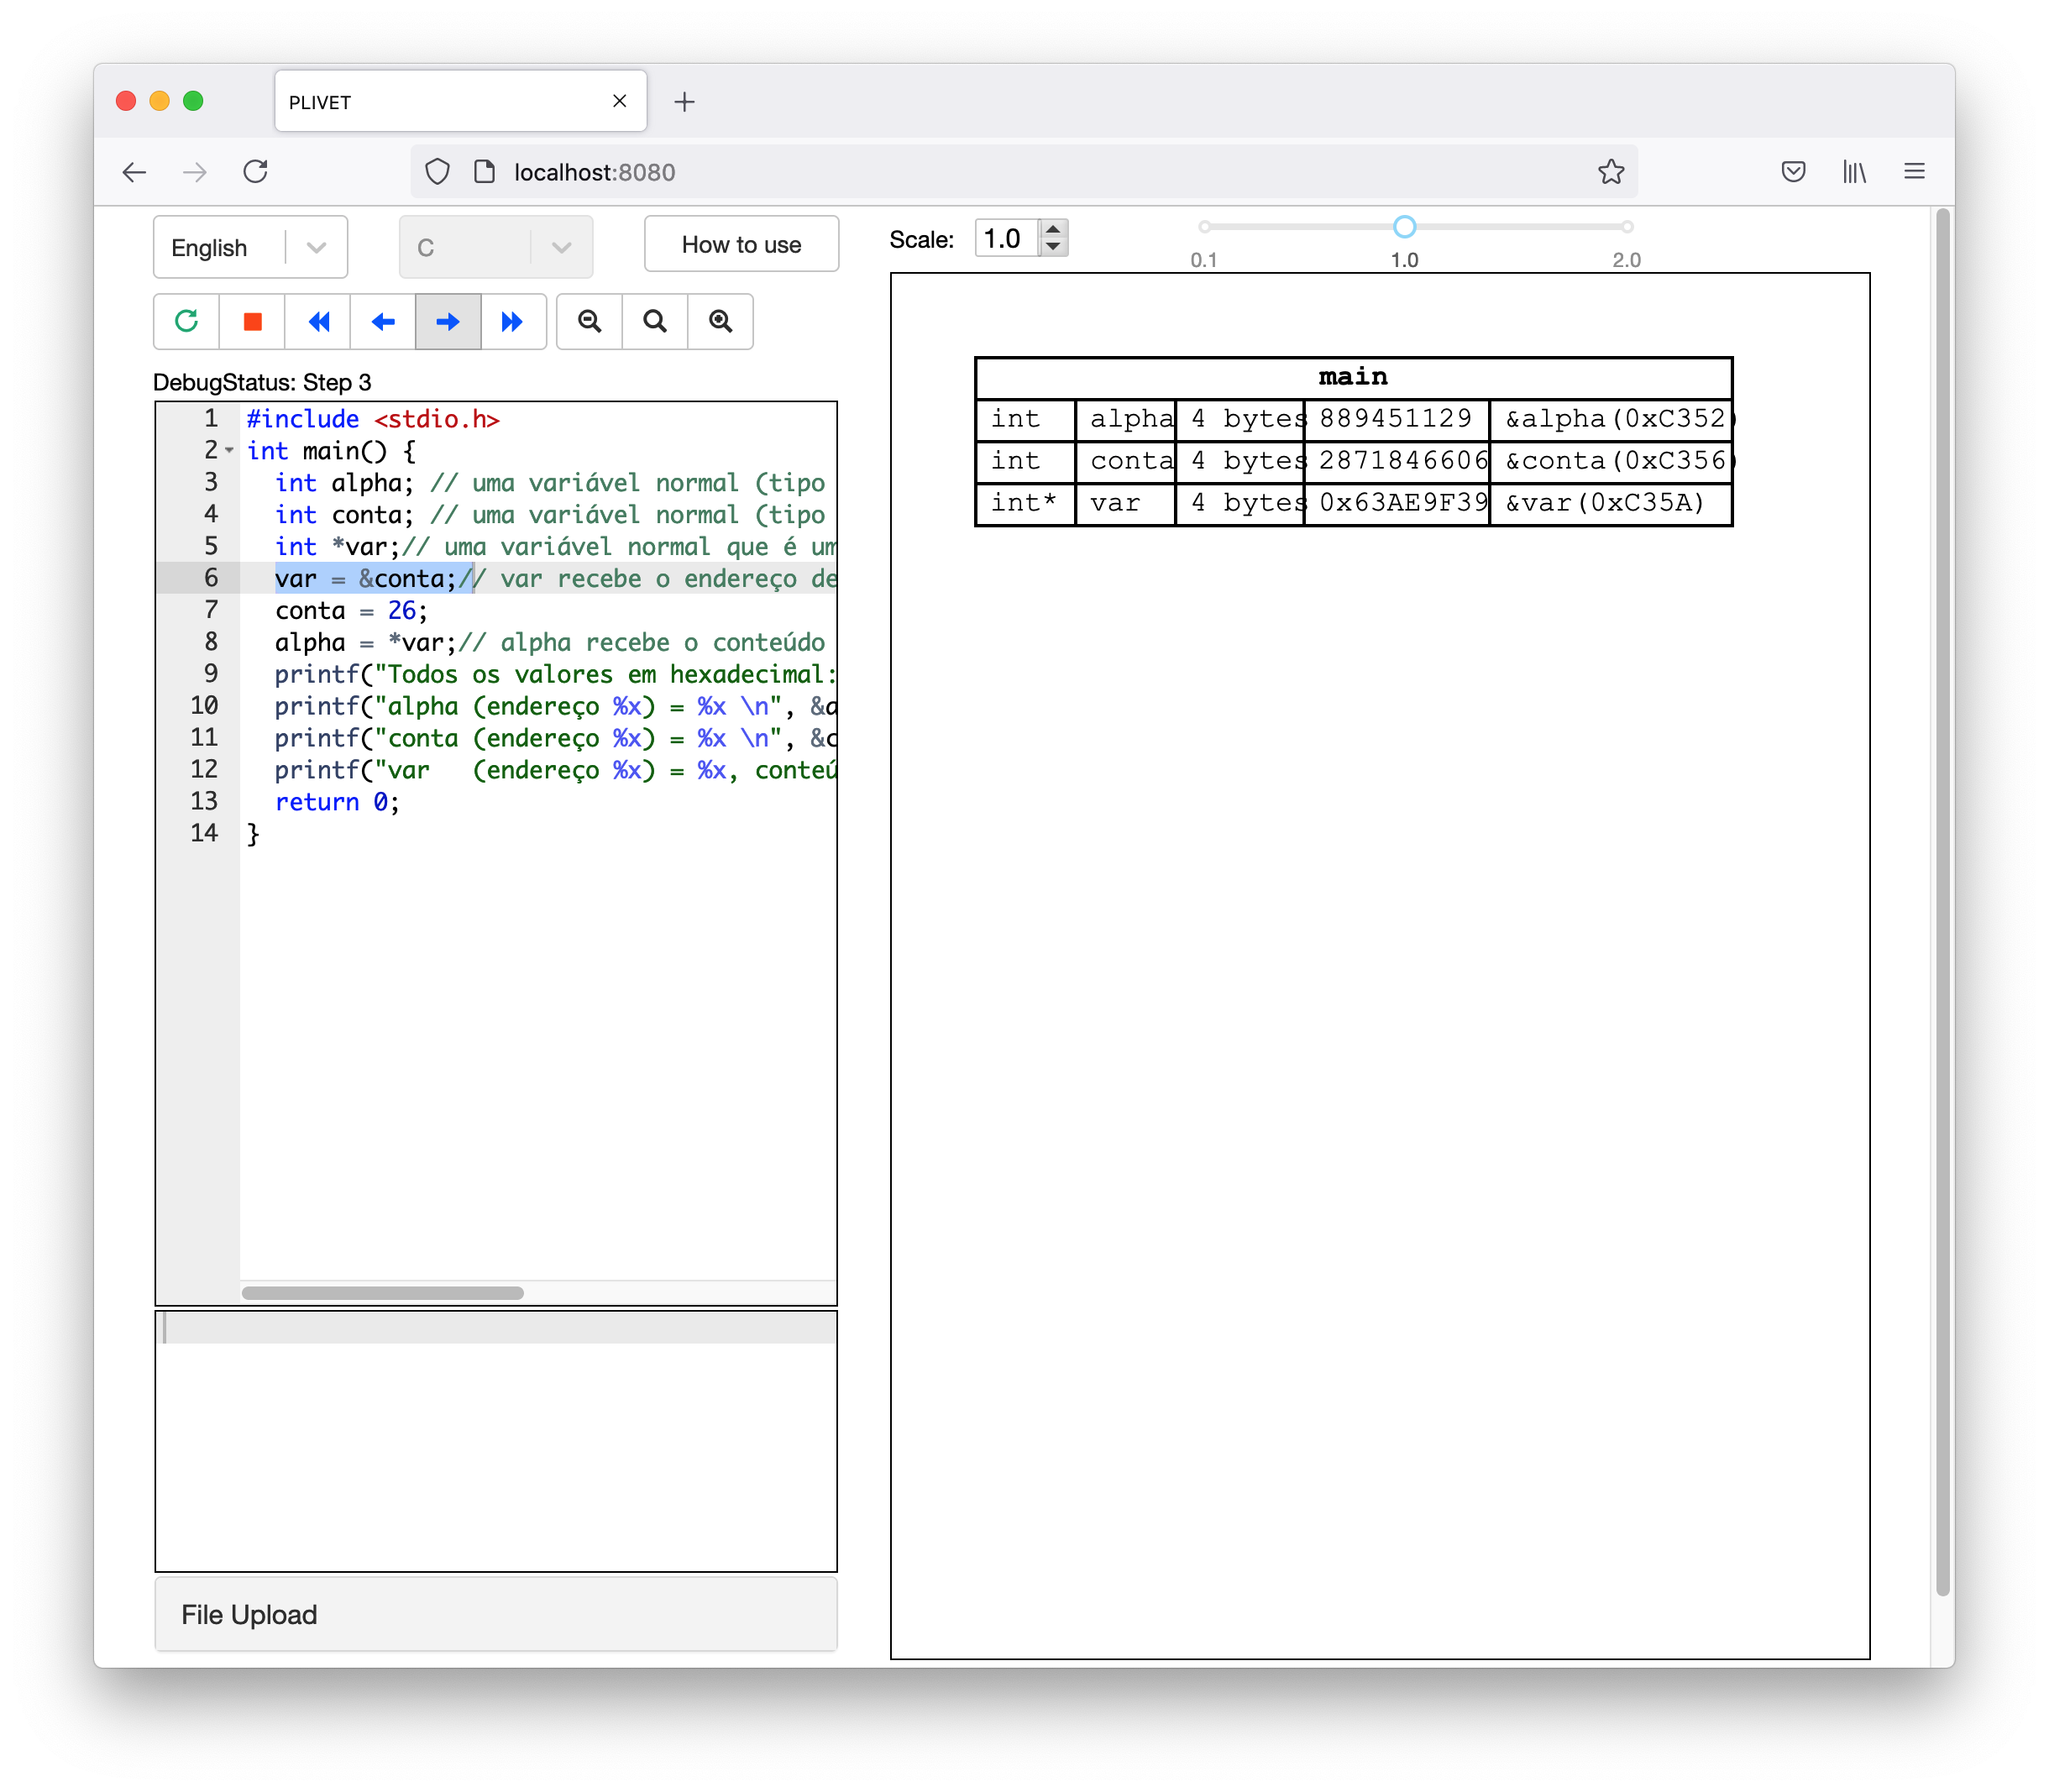 PLIVET
localhost:8080
English
C
How to use
Scale: 1.0
0.1 1.0 2.0
DebugStatus: Step 3
1 #include <stdio.h>
2 int main() {
3 int alpha; // uma variável normal (tipo
4 int conta; // uma variável normal (tipo
5 int *var;// uma variável normal que é um
6 var = &conta;// var recebe o endereço de
7 conta = 26;
8 alpha = *var;// alpha recebe o conteúdo
9 printf("Todos os valores em hexadecimal:
10 printf("alpha (endereço %x) = %x \n", &a
11 printf("conta (endereço %x) = %x \n", &c
12 printf("var   (endereço %x) = %x, conteú
13 return 0;
14 }
main
int alpha 4 bytes 889451129 &alpha(0xC352)
int conta 4 bytes 2871846606 &conta(0xC356)
int* var 4 bytes 0x63AE9F39 &var(0xC35A)
File Upload